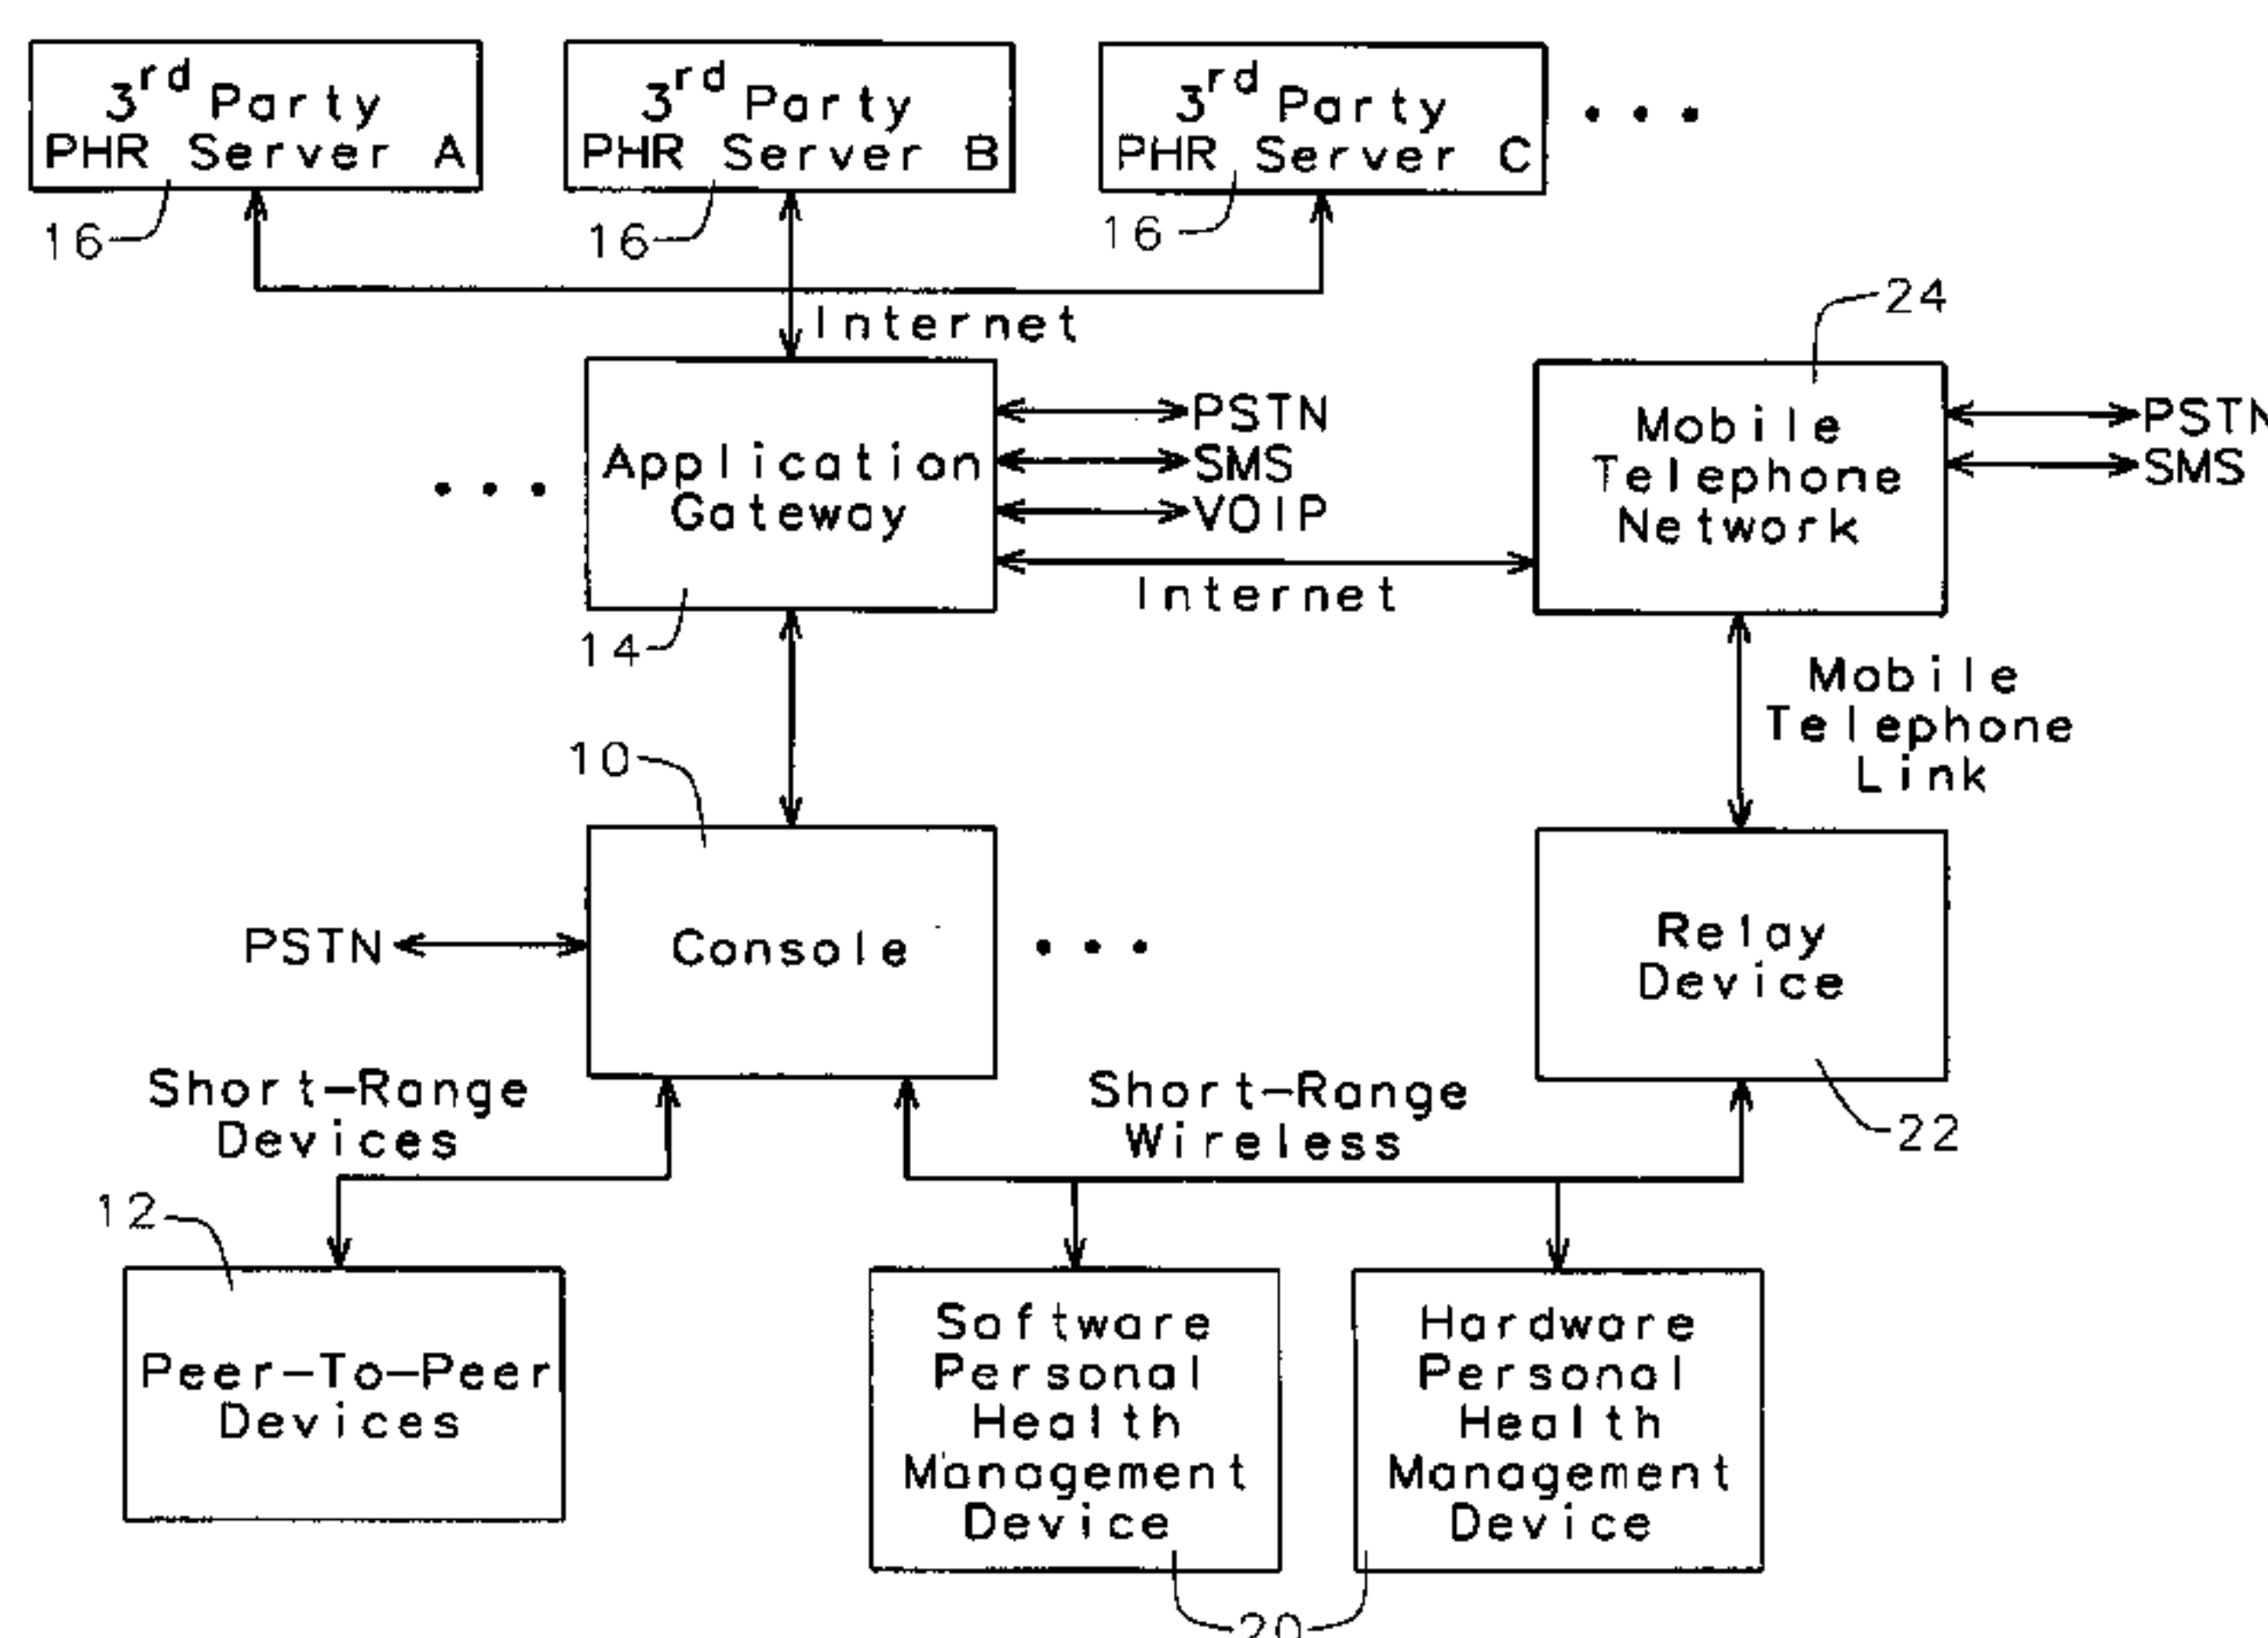 3rd Party
PHR Server A
3rd Party
PHR Server B
3rd Party
PHR Server C
16
16
16
Internet
24
Application
Gateway
PSTN
SMS
VOIP
Internet
Mobile
Telephone
Network
PSTN
SMS
14
Mobile
Telephone
Link
10
PSTN
Console
Relay
Device
Short-Range
Devices
Short-Range
Wireless
22
12
Peer-To-Peer
Devices
Software
Personal
Health
Management
Device
Hardware
Personal
Health
Management
Device
20